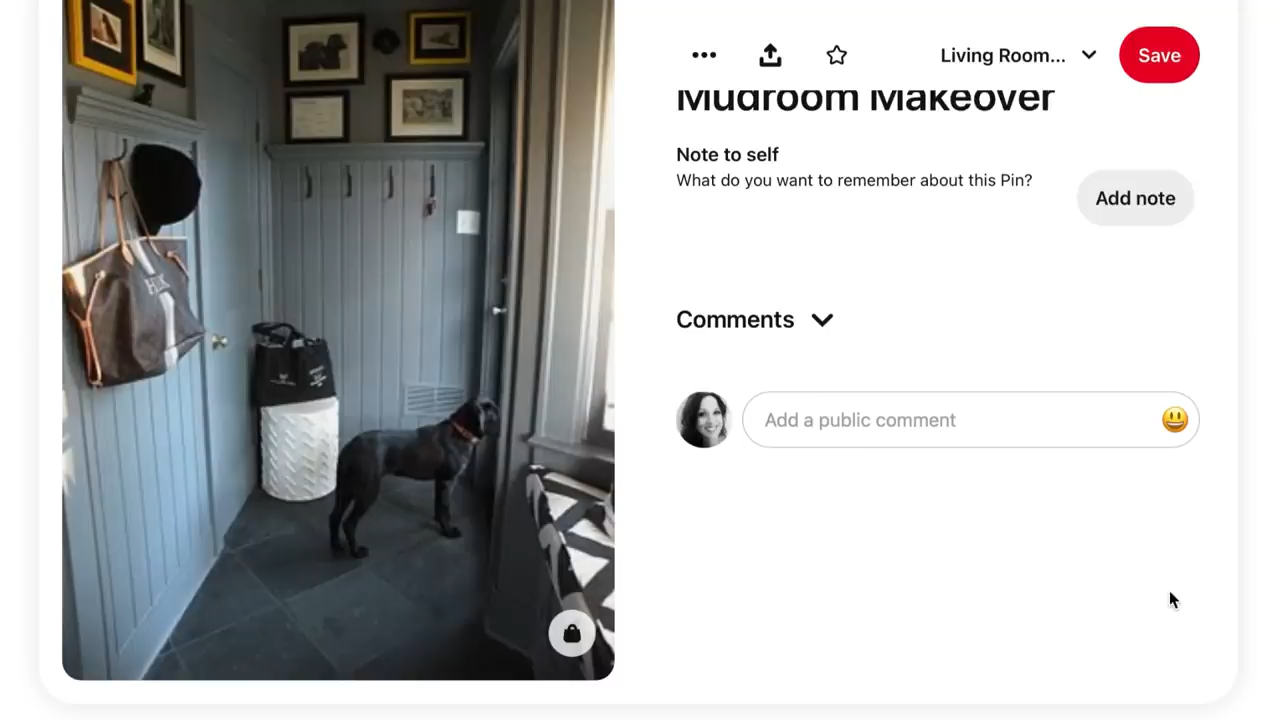 Living Room...
Save
Mudroom Makeover
Note to self
What do you want to remember about this Pin?
Add note
Comments
Add a public comment